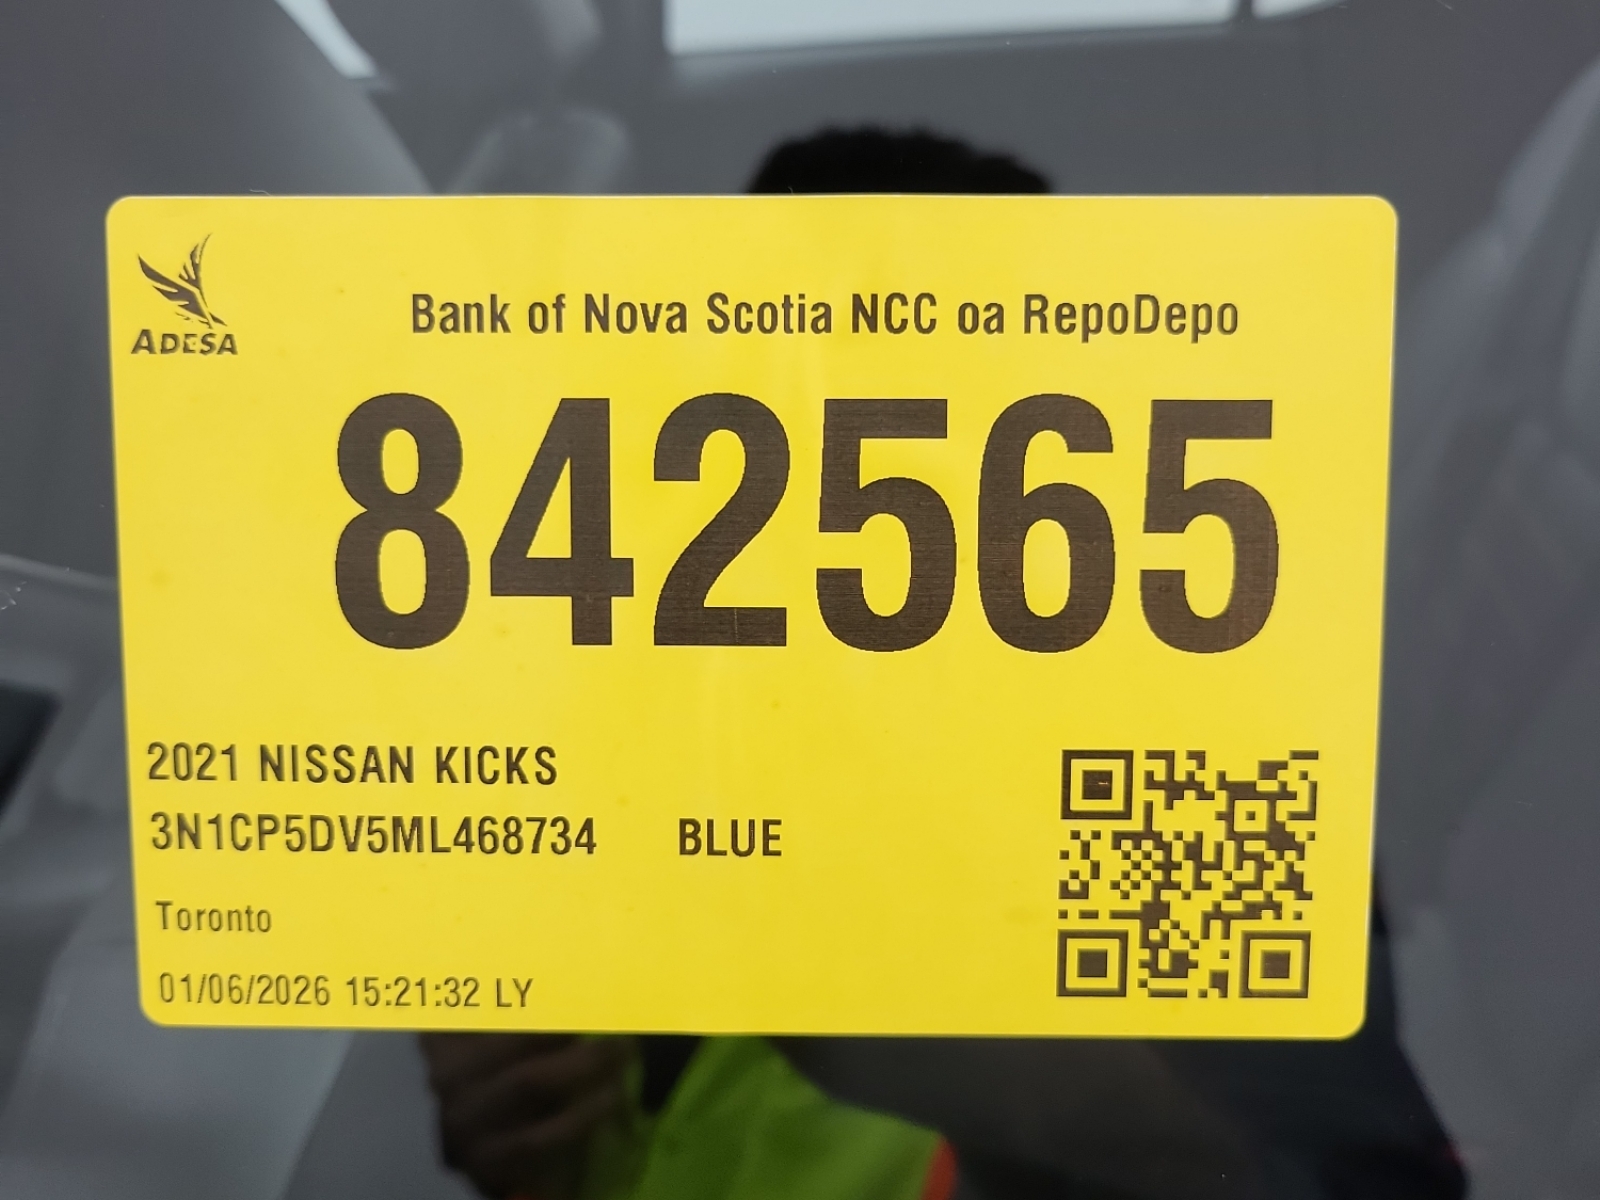 ADESA
Bank of Nova Scotia NCC oa RepoDepo
842565
2021 NISSAN KICKS
3N1CP5DV5ML468734 BLUE
Toronto
01/06/2026 15:21:32 LY